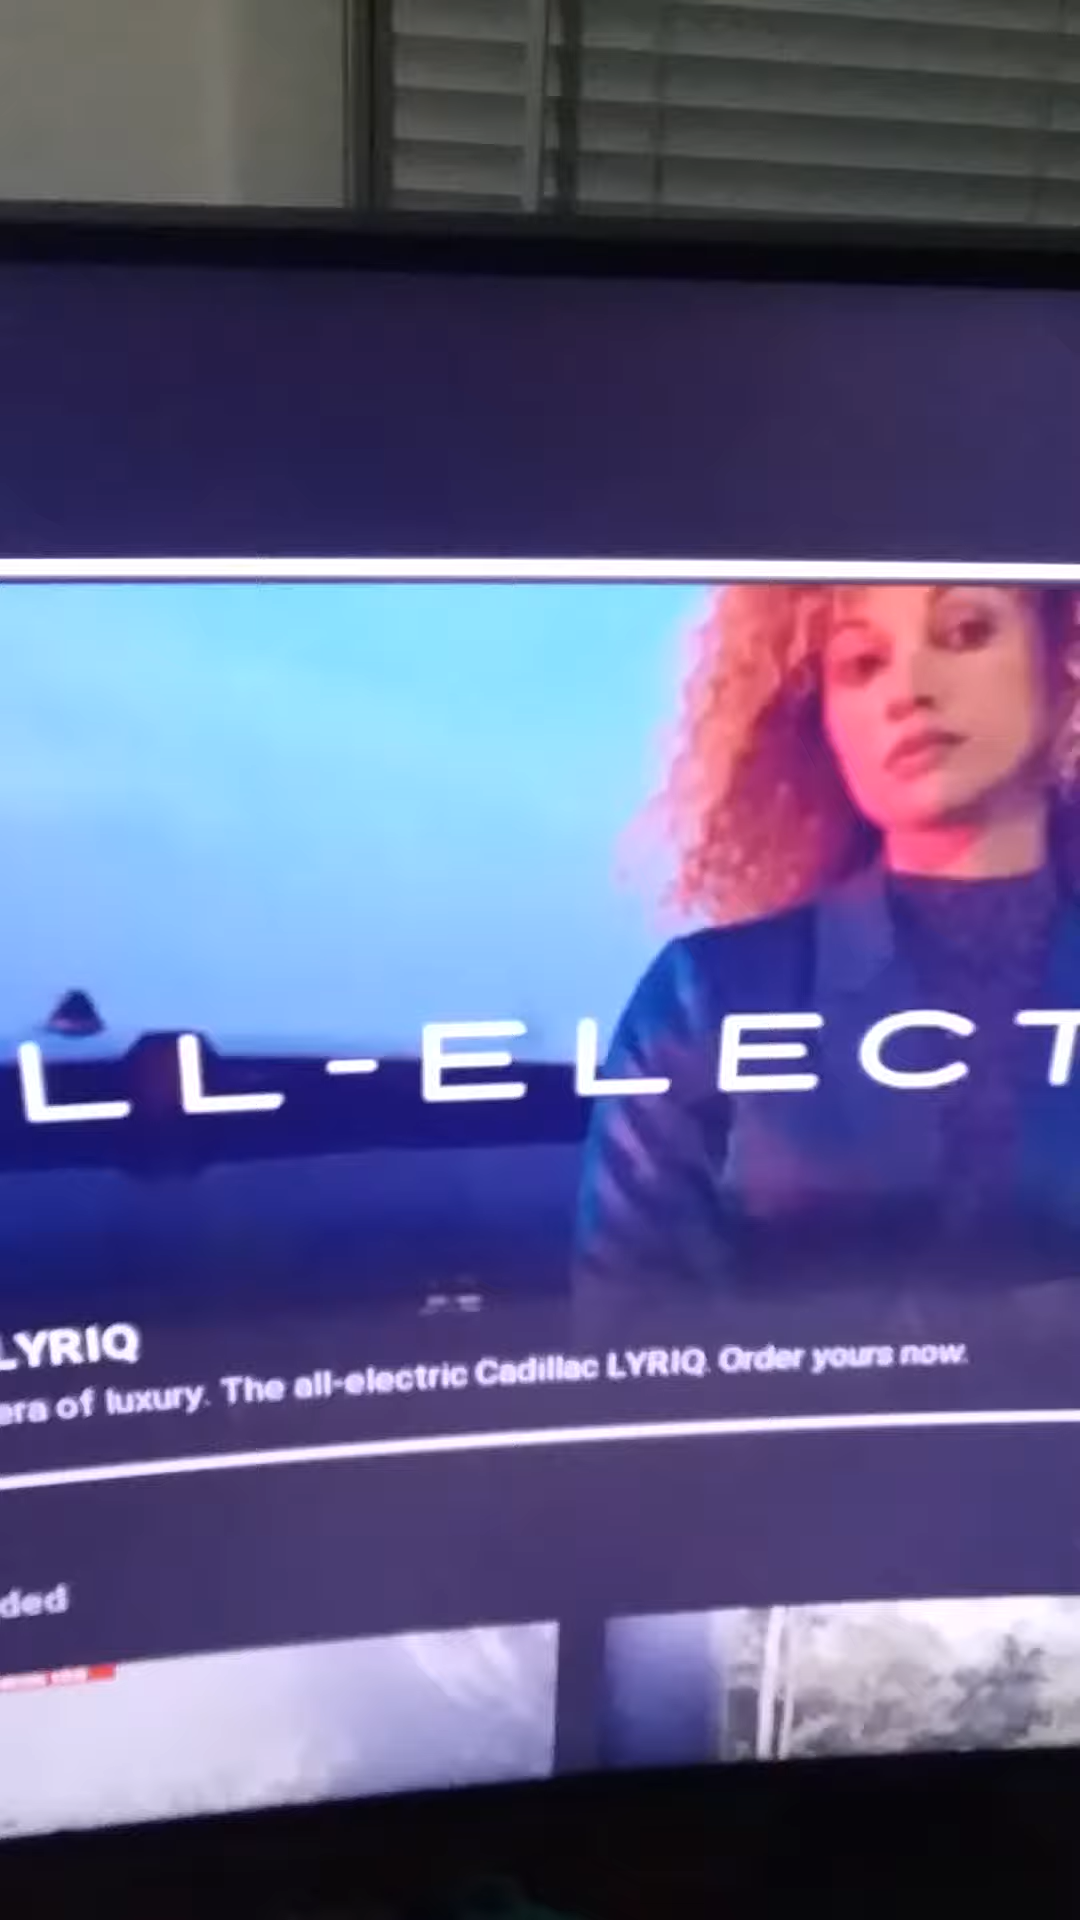 LL-ELECT
LYRIQ
era of luxury. The all-electric Cadillac LYRIQ. Order yours now.
ded